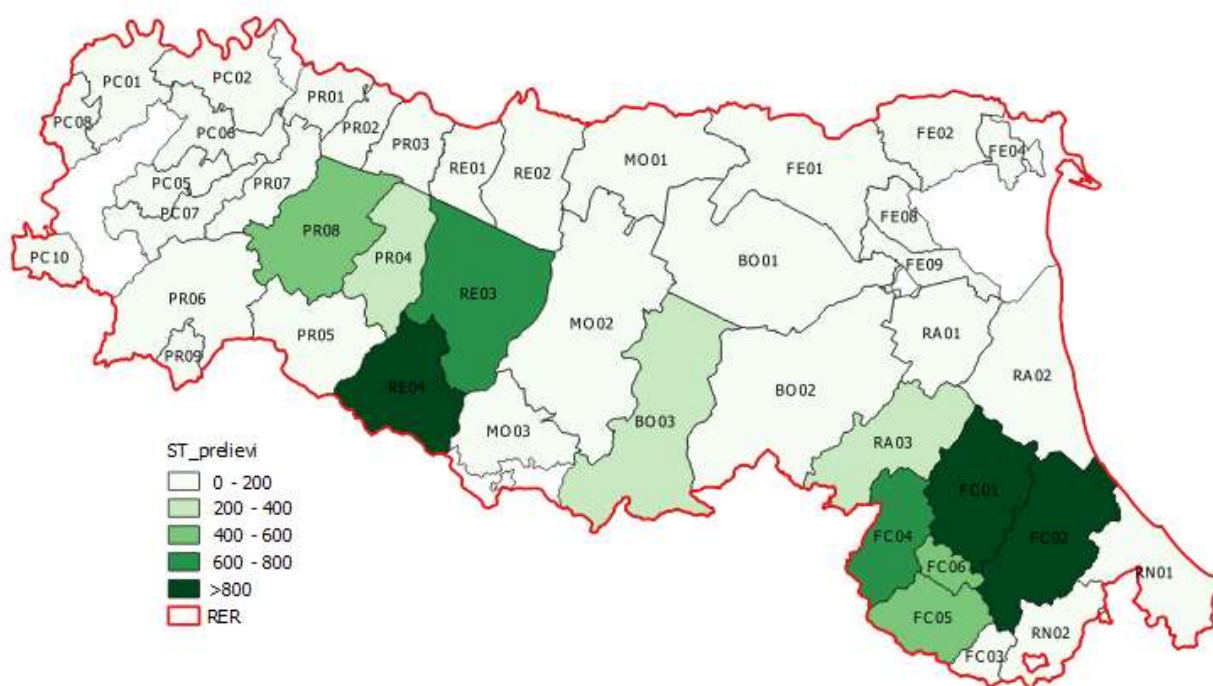 PC01
PC02
PC08
PC06
PC05
PC07
PC10
PR01
PR02
PR03
PR07
PR08
PR04
PR06
PR05
PR09
RE01
RE02
RE03
RE04
MO01
MO02
MO03
BO01
BO02
BO03
FE01
FE02
FE04
FE08
FE09
RA01
RA02
RA03
FC01
FC02
FC04
FC06
FC05
FC03
RN01
RN02
ST_prelievi
0 - 200
200 - 400
400 - 600
600 - 800
>800
RER